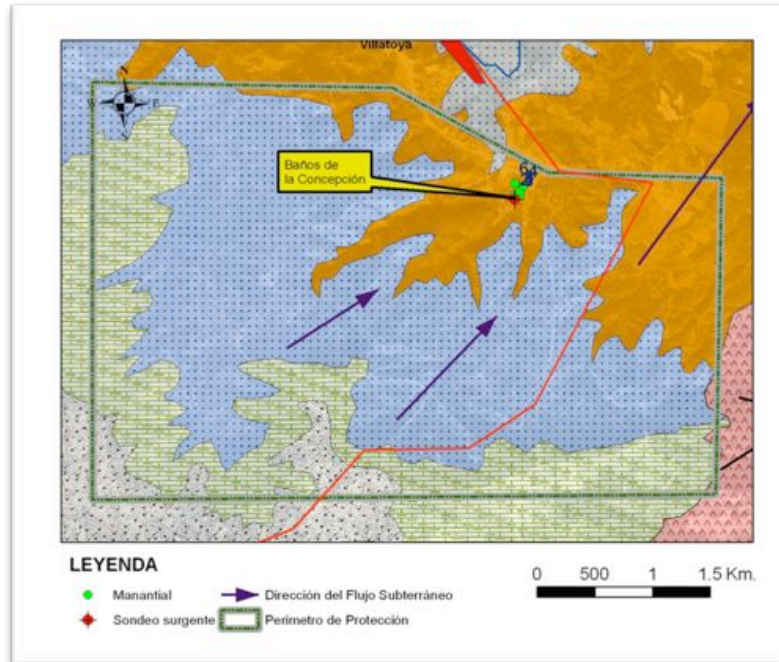 Villatoya
N
W E
S
Baños de
la Concepción
64
LEYENDA
Manantial
Dirección del Flujo Subterráneo
Sondeo surgente
Perimetro de Protección
0 500 1 1.5 Km.